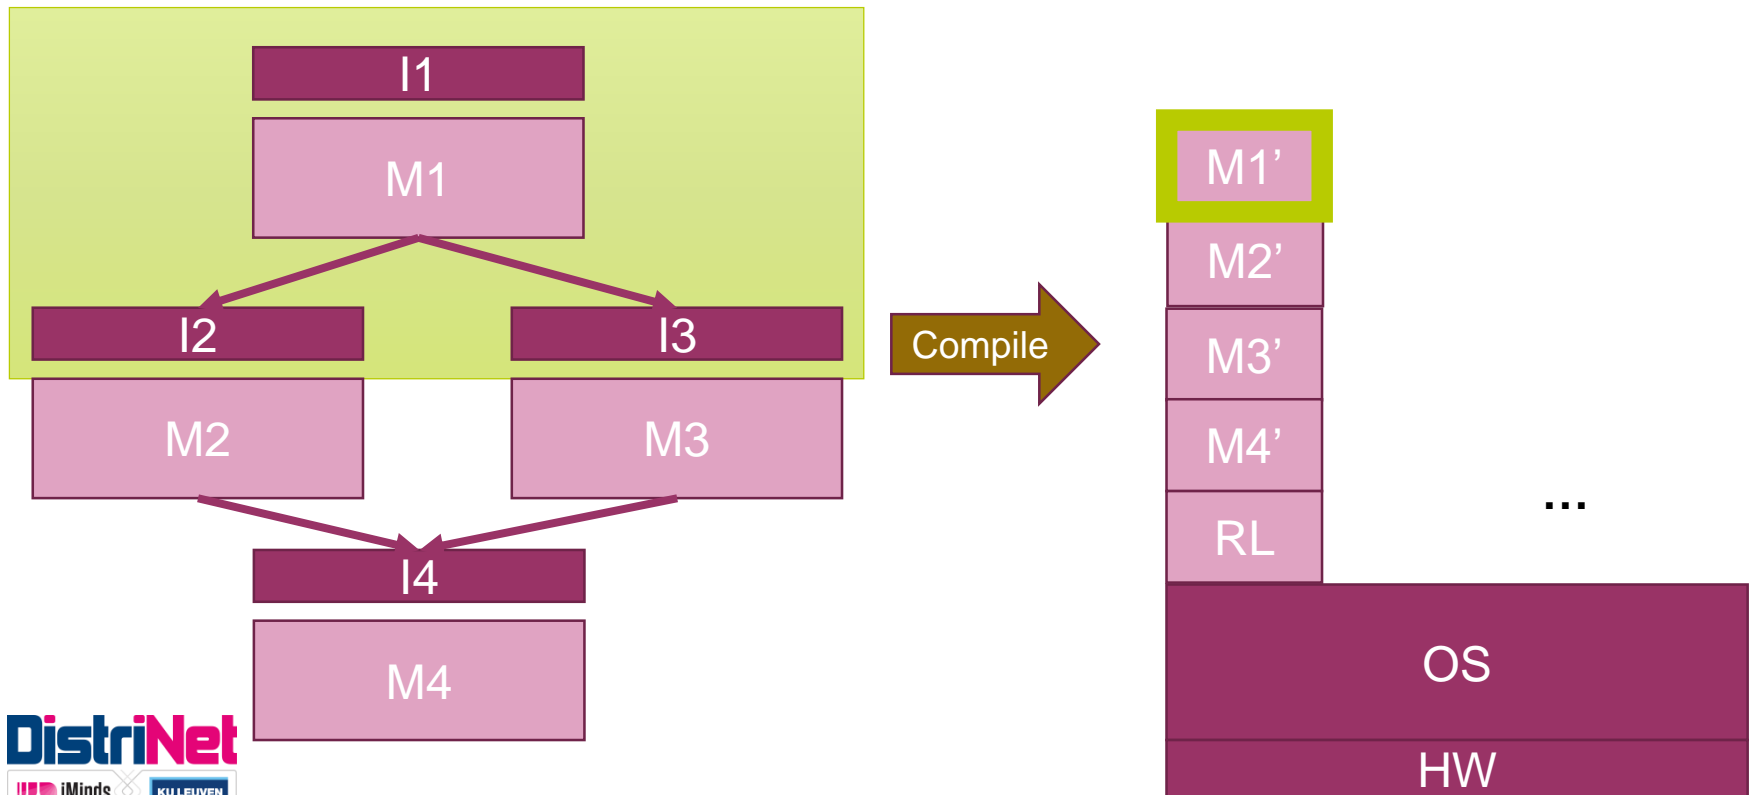 I1
M1
I2
I3
M2
M3
I4
M4
Compile
M1’
M2’
M3’
M4’
RL
...
OS
HW
DistriNet
iMinds
KU LEUVEN